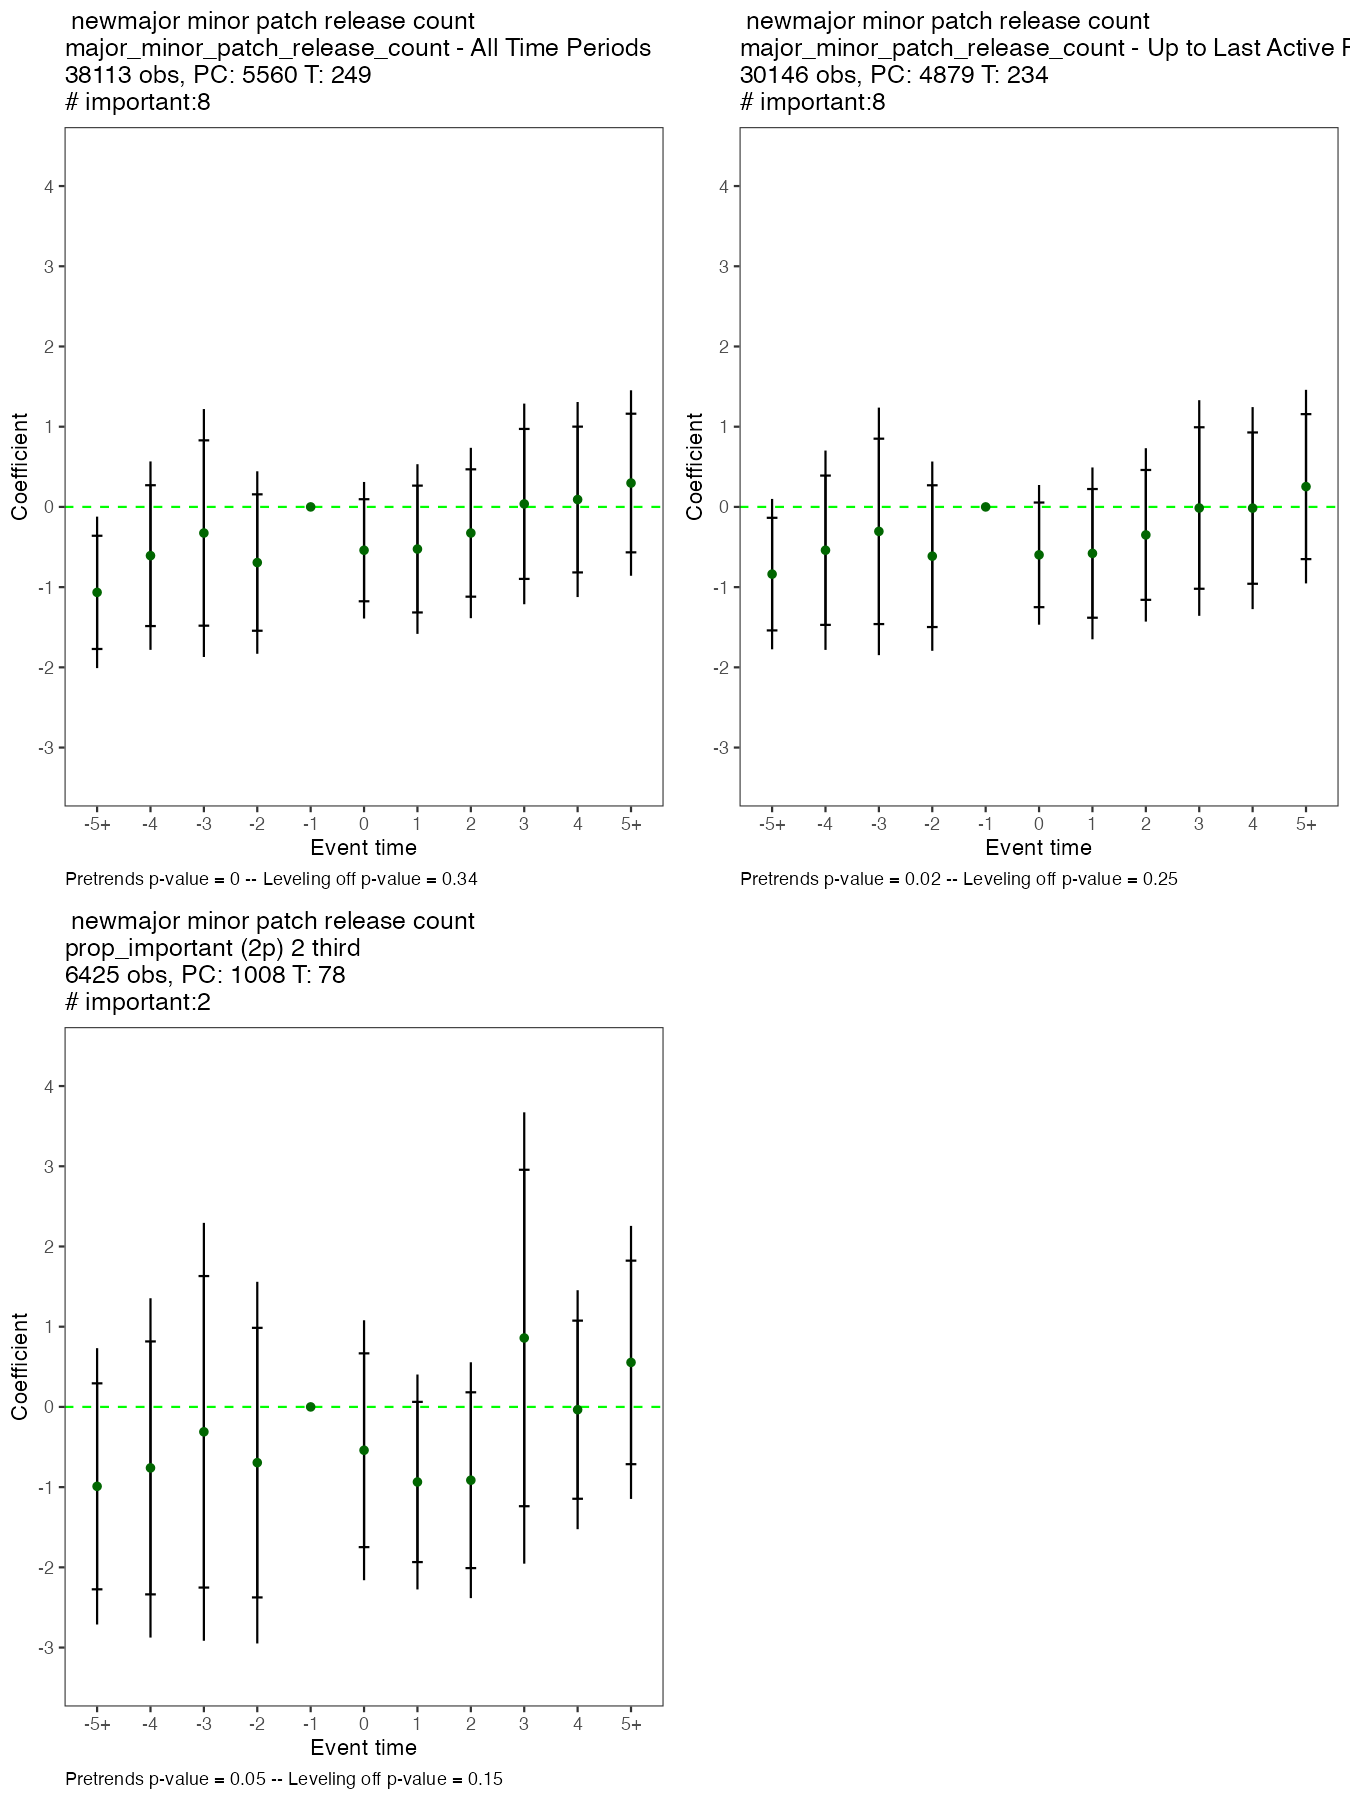 newmajor minor patch release count
major_minor_patch_release_count - All Time Periods
38113 obs, PC: 5560 T: 249
# important:8
4
3
2
1
0
-1
-2
-3
Coefficient
-5+ -4 -3 -2 -1 0 1 2 3 4 5+
Event time
Pretrends p-value = 0 -- Leveling off p-value = 0.34
newmajor minor patch release count
major_minor_patch_release_count - Up to Last Active P
30146 obs, PC: 4879 T: 234
# important:8
4
3
2
1
0
-1
-2
-3
Coefficient
-5+ -4 -3 -2 -1 0 1 2 3 4 5+
Event time
Pretrends p-value = 0.02 -- Leveling off p-value = 0.25
newmajor minor patch release count
prop_important (2p) 2 third
6425 obs, PC: 1008 T: 78
# important:2
4
3
2
1
0
-1
-2
-3
Coefficient
-5+ -4 -3 -2 -1 0 1 2 3 4 5+
Event time
Pretrends p-value = 0.05 -- Leveling off p-value = 0.15